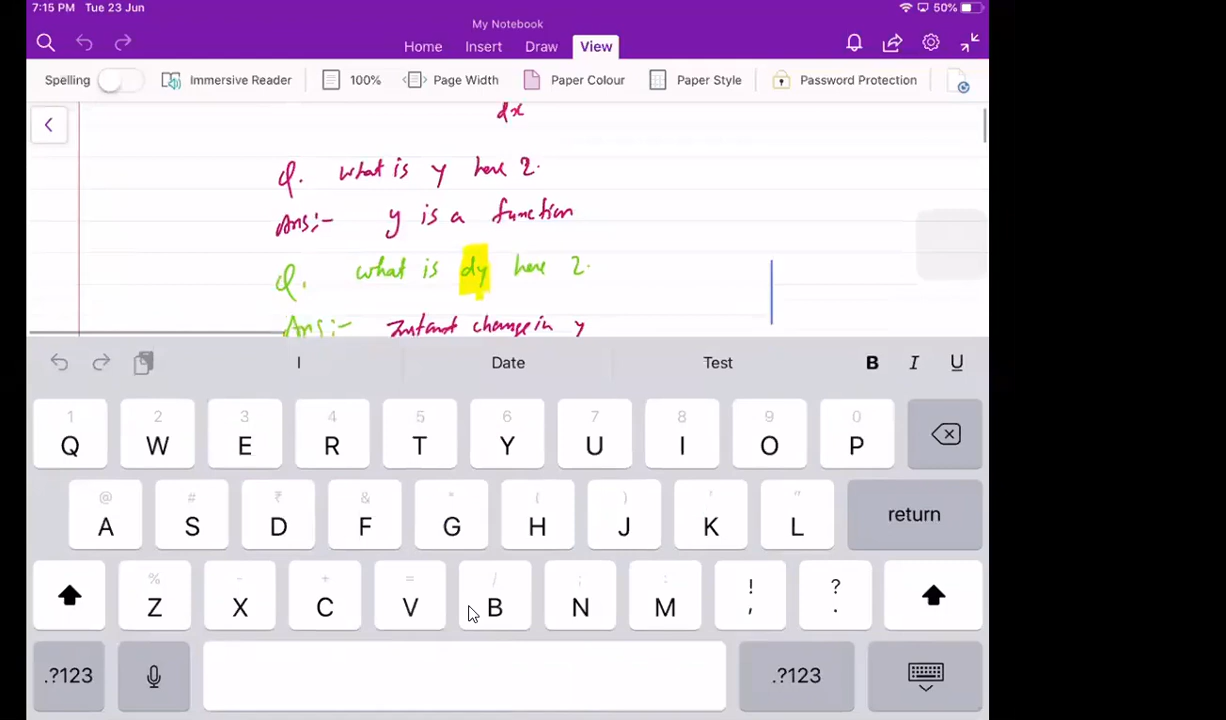 7:15 PM Tue 23 Jun 50%
My Notebook
Home Insert Draw View
Spelling Immersive Reader 100% Page Width Paper Colour Paper Style Password Protection
dx
Q. What is y here ?.
Ans:- y is a function
Q. what is dy here ?.
Ans:- Instant change in y
I Date Test B I U
1 2 3 4 5 6 7 8 9 0
Q W E R T Y U I O P
@ # ₹ & * ( ) ' "
A S D F G H J K L return
% - + = / ; : ! ?
Z X C V B N M , .
.?123 .?123